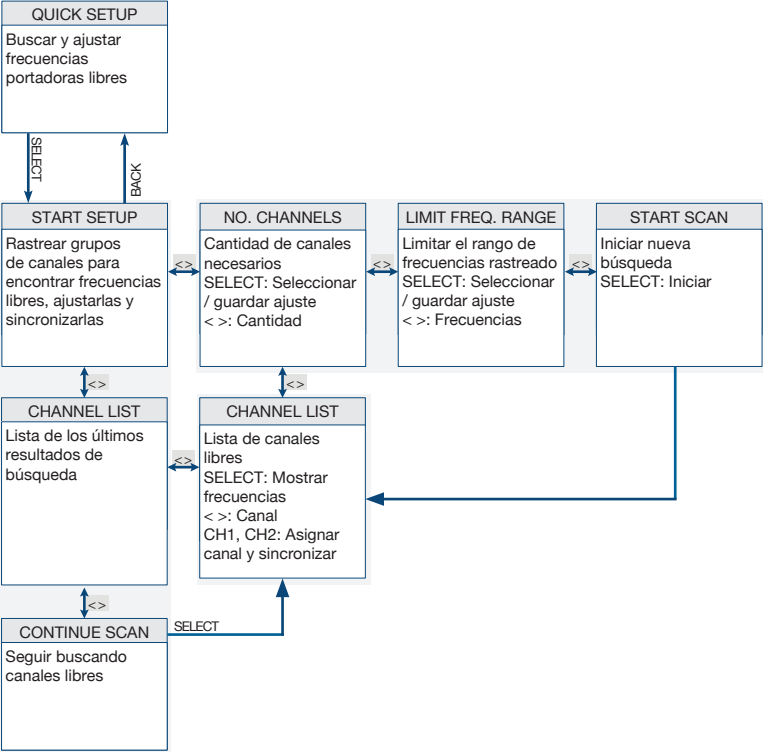 QUICK SETUP
Buscar y ajustar
frecuencias
portadoras libres
SELECT
BACK
START SETUP
Rastrear grupos
de canales para
encontrar frecuencias
libres, ajustarlas y
sincronizarlas
<>
NO. CHANNELS
Cantidad de canales
necesarios
SELECT: Seleccionar
/ guardar ajuste
< >: Cantidad
<>
LIMIT FREQ. RANGE
Limitar el rango de
frecuencias rastreado
SELECT: Seleccionar
/ guardar ajuste
< >: Frecuencias
<>
START SCAN
Iniciar nueva
búsqueda
SELECT: Iniciar
<>
<>
CHANNEL LIST
Lista de los últimos
resultados de
búsqueda
<>
CHANNEL LIST
Lista de canales
libres
SELECT: Mostrar
frecuencias
< >: Canal
CH1, CH2: Asignar
canal y sincronizar
<>
CONTINUE SCAN
Seguir buscando
canales libres
SELECT